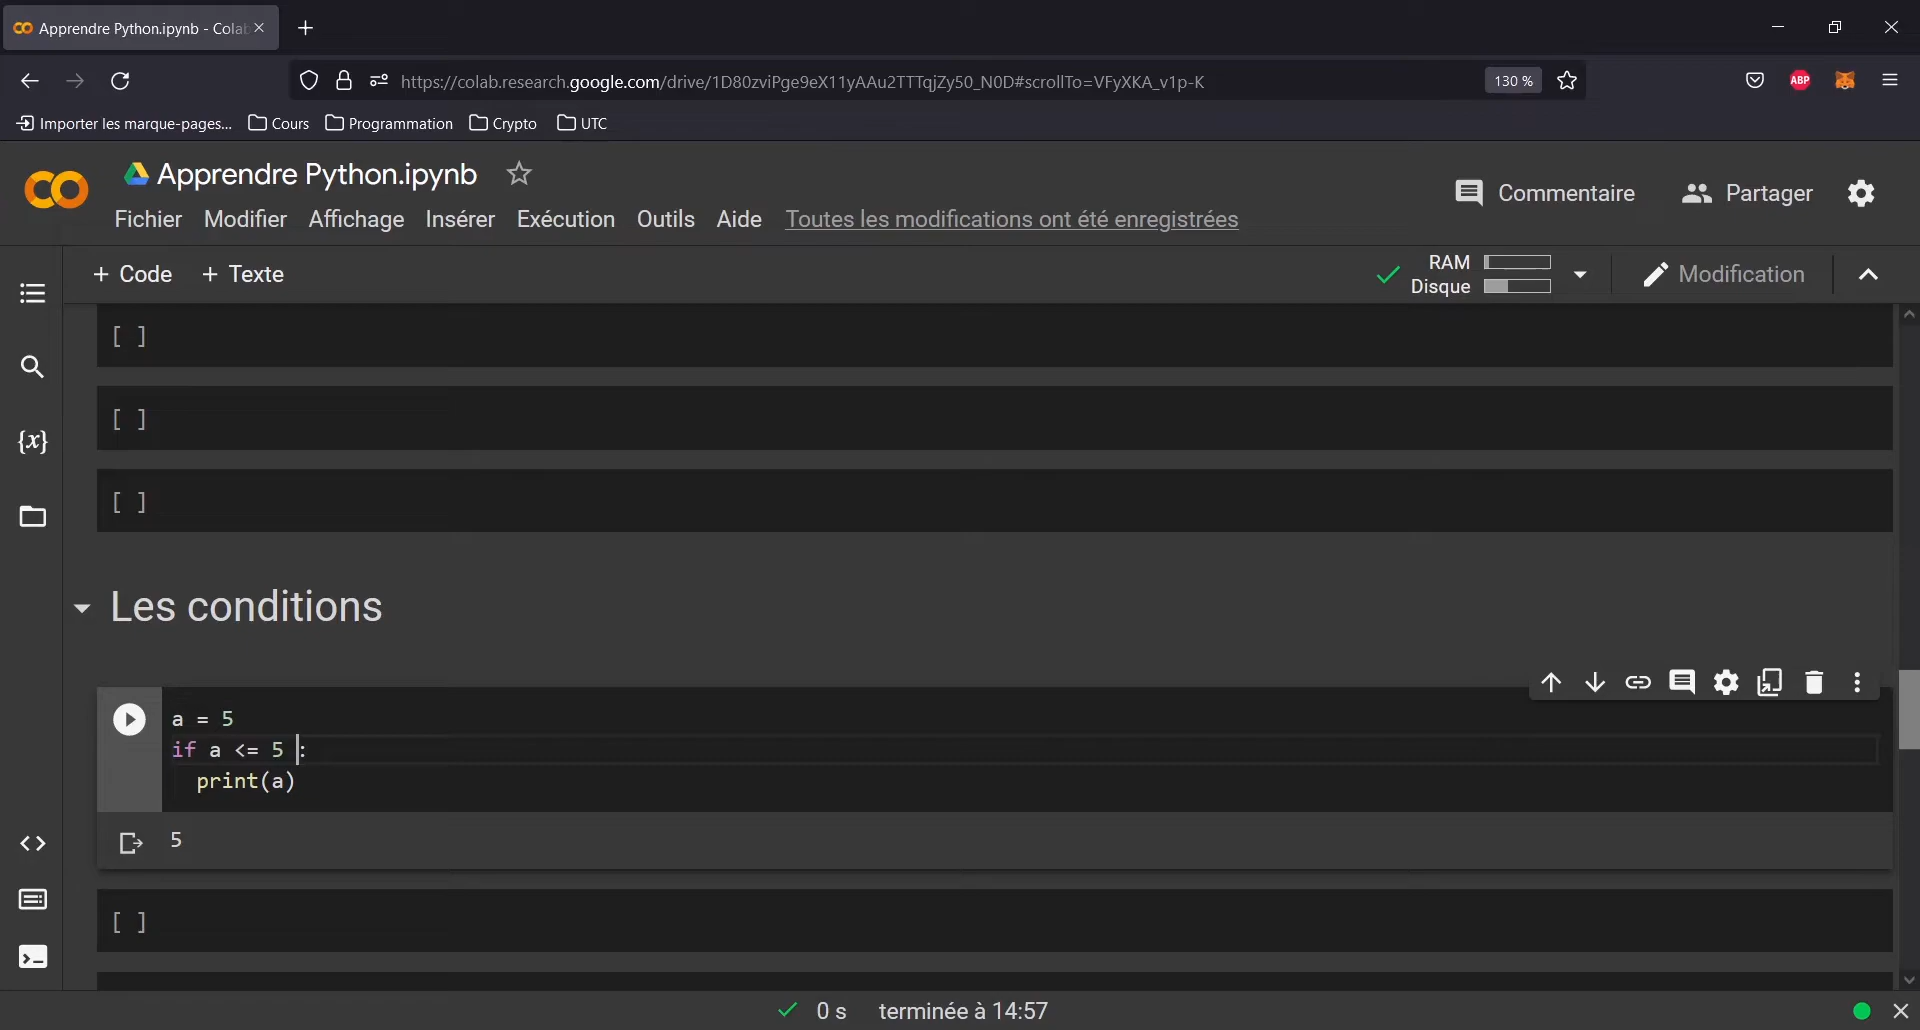 Apprendre Python.ipynb - Colab
https://colab.research.google.com/drive/1D80zviPge9eX11yAAu2TTTqjZy50_N0D#scrollTo=VFyXKA_v1p-K
130 %
ABP
Importer les marque-pages...
Cours
Programmation
Crypto
UTC
Apprendre Python.ipynb
Commentaire
Partager
Fichier Modifier Affichage Insérer Exécution Outils Aide Toutes les modifications ont été enregistrées
+ Code + Texte
RAM
Disque
Modification
[ ]
[ ]
[ ]
{x}
Les conditions
a = 5
if a <= 5 :
print(a)
5
[ ]
0 s terminée à 14:57